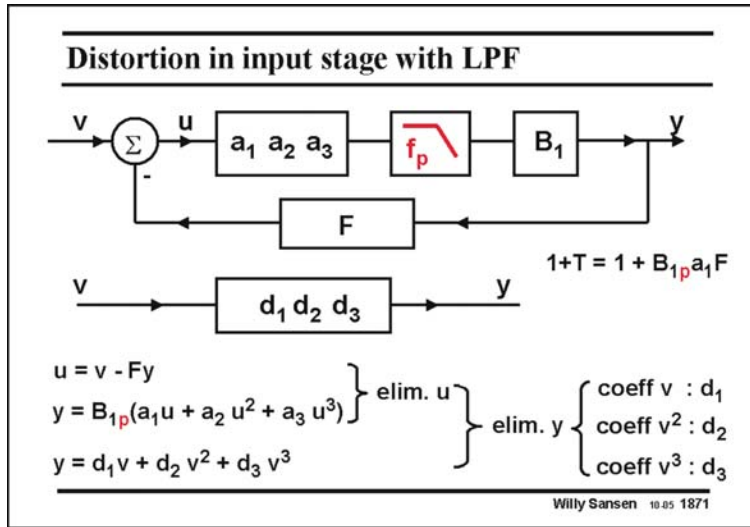 Distortion in input stage with LPF
v Σ u a₁ a₂ a₃ fₚ B₁ y
-
F
1+T = 1 + B₁ₚa₁F
v d₁ d₂ d₃ y
u = v - Fy
y = B₁ₚ(a₁u + a₂ u² + a₃ u³)
elim. u
y = d₁v + d₂ v² + d₃ v³
elim. y
coeff v : d₁
coeff v² : d₂
coeff v³ : d₃
Willy Sansen 10-05 1871